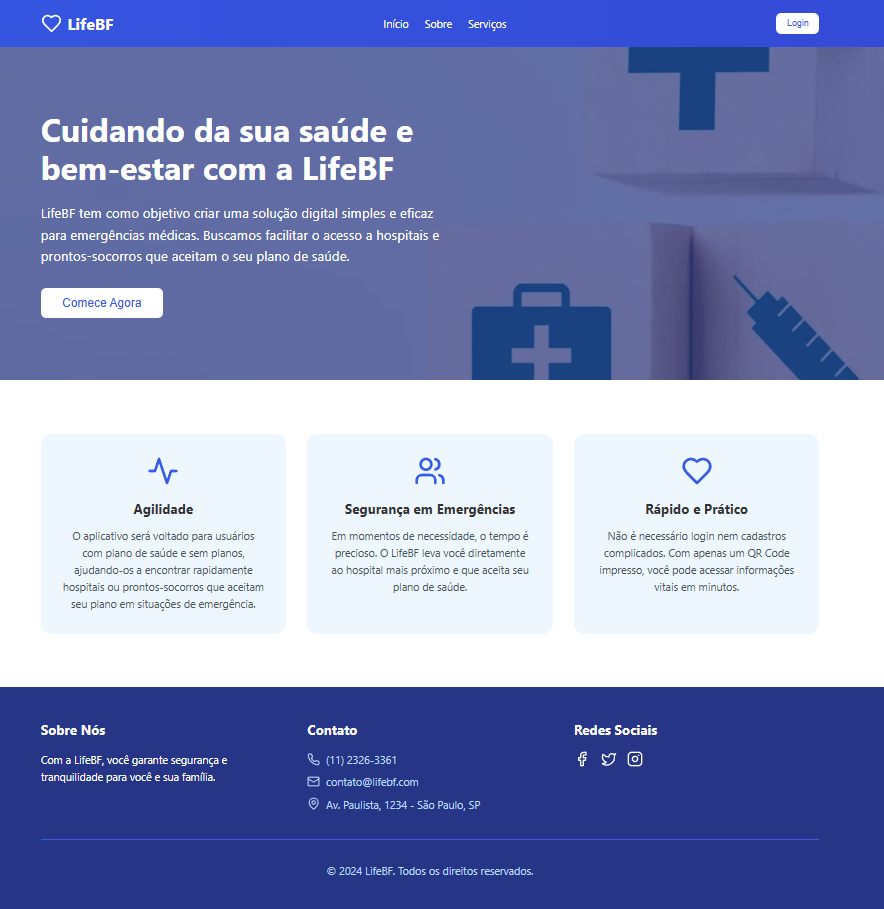 LifeBF
Início Sobre Serviços
Login
Cuidando da sua saúde e
bem-estar com a LifeBF
LifeBF tem como objetivo criar uma solução digital simples e eficaz
para emergências médicas. Buscamos facilitar o acesso a hospitais e
prontos-socorros que aceitam o seu plano de saúde.
Comece Agora
Agilidade
O aplicativo será voltado para usuários
com plano de saúde e sem planos,
ajudando-os a encontrar rapidamente
hospitais ou prontos-socorros que aceitam
seu plano em situações de emergência.
Segurança em Emergências
Em momentos de necessidade, o tempo é
precioso. O LifeBF leva você diretamente
ao hospital mais próximo e que aceita seu
plano de saúde.
Rápido e Prático
Não é necessário login nem cadastros
complicados. Com apenas um QR Code
impresso, você pode acessar informações
vitais em minutos.
Sobre Nós
Com a LifeBF, você garante segurança e
tranquilidade para você e sua família.
Contato
(11) 2326-3361
contato@lifebf.com
Av. Paulista, 1234 - São Paulo, SP
Redes Sociais
© 2024 LifeBF. Todos os direitos reservados.